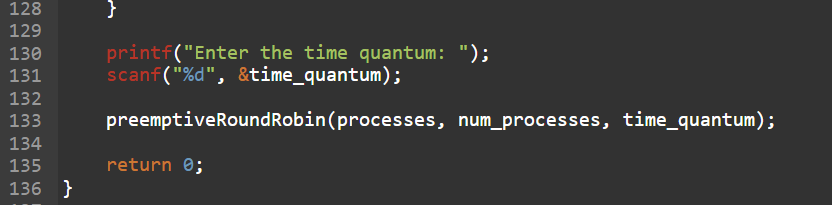 128 }
129
130 printf("Enter the time quantum: ");
131 scanf("%d", &time_quantum);
132
133 preemptiveRoundRobin(processes, num_processes, time_quantum);
134
135 return 0;
136 }